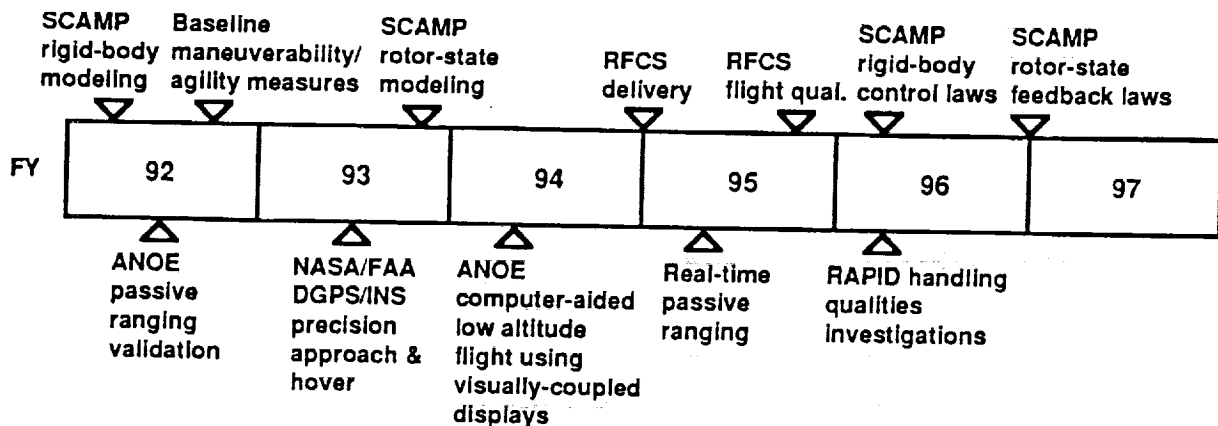 SCAMP
rigid-body
modeling
Baseline
maneuverability/
agility measures
SCAMP
rotor-state
modeling
RFCS
delivery
RFCS
flight qual.
SCAMP
rigid-body
control laws
SCAMP
rotor-state
feedback laws
FY
92
93
94
95
96
97
ANOE
passive
ranging
validation
NASA/FAA
DGPS/INS
precision
approach &
hover
ANOE
computer-aided
low altitude
flight using
visually-coupled
displays
Real-time
passive
ranging
RAPID handling
qualities
investigations